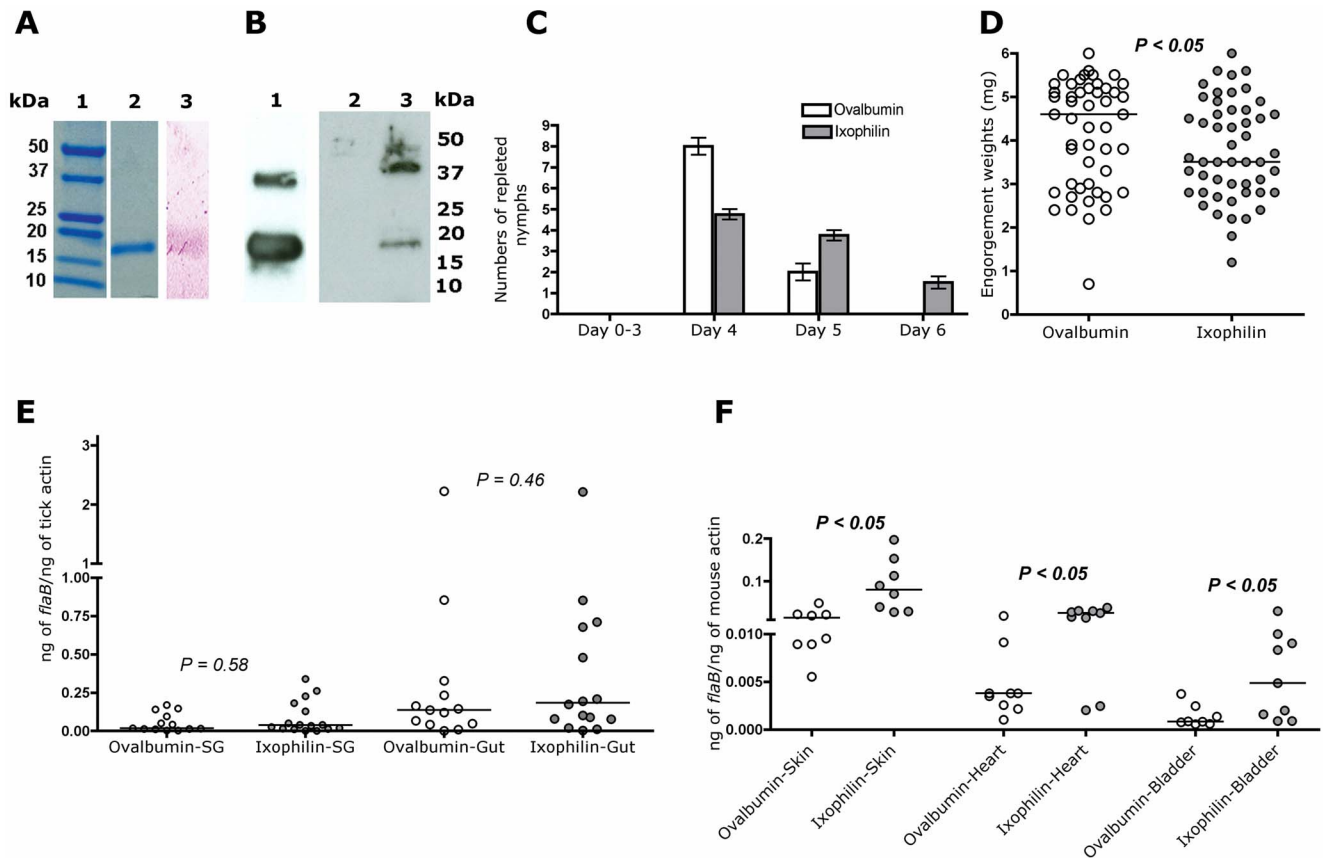 A
kDa 1 2 3
50
37
25
20
15
10
B
1 2 3 kDa
50
37
25
20
15
10
C
Ovalbumin
Ixophilin
Numbers of repleted
nymphs
9
8
7
6
5
4
3
2
1
0
Day 0-3 Day 4 Day 5 Day 6
D
P < 0.05
Engorgement weights (mg)
6
5
4
3
2
1
0
Ovalbumin Ixophilin
E
ng of flaB/ng of tick actin
3
2
1
1.00
0.75
0.50
0.25
0.00
P = 0.58
P = 0.46
Ovalbumin-SG Ixophilin-SG Ovalbumin-Gut Ixophilin-Gut
F
ng of flaB/ng of mouse actin
0.2
0.1
0.010
0.005
0.000
P < 0.05
P < 0.05
P < 0.05
Ovalbumin-Skin
Ixophilin-Skin
Ovalbumin-Heart
Ixophilin-Heart
Ovalbumin-Bladder
Ixophilin-Bladder